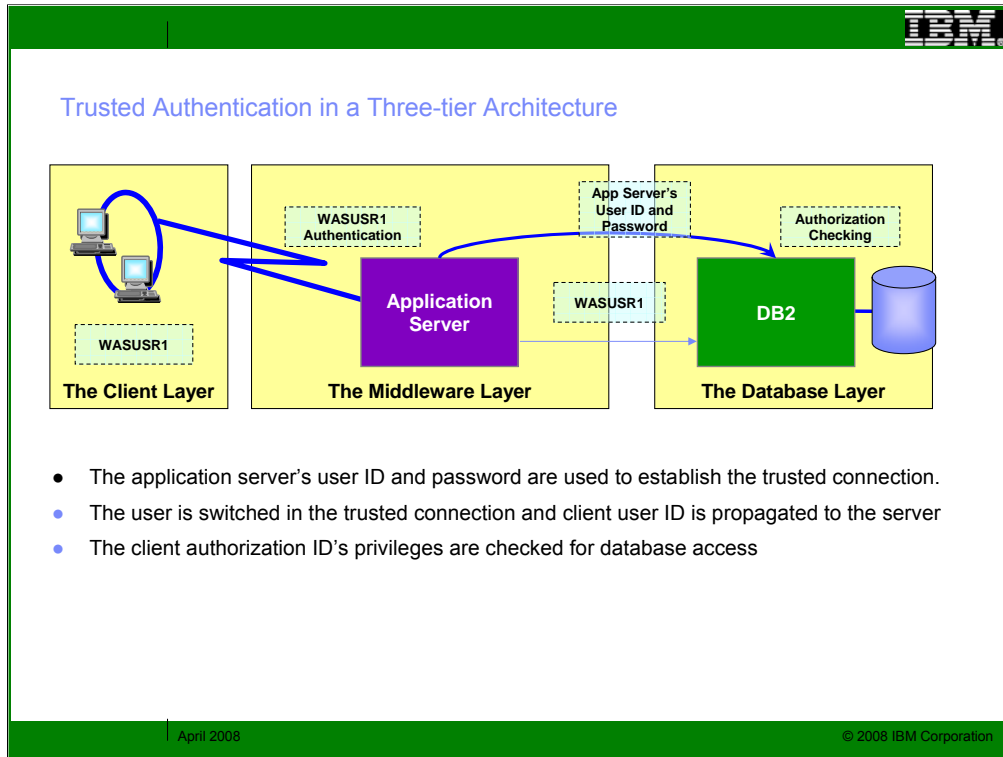 IBM®
Trusted Authentication in a Three-tier Architecture
WASUSR1
The Client Layer
WASUSR1
Authentication
Application
Server
The Middleware Layer
App Server's
User ID and
Password
WASUSR1
Authorization
Checking
DB2
The Database Layer
● The application server's user ID and password are used to establish the trusted connection.
● The user is switched in the trusted connection and client user ID is propagated to the server
● The client authorization ID's privileges are checked for database access
April 2008
© 2008 IBM Corporation